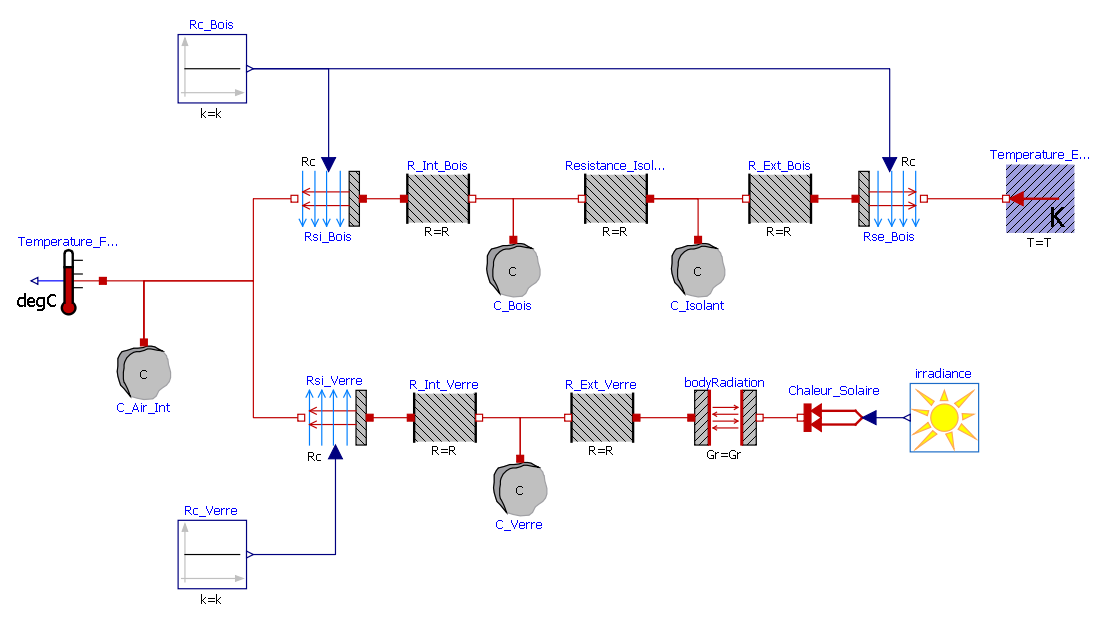 Rc_Bois
k=k
Rc
R_Int_Bois
Resistance_Isol...
R_Ext_Bois
Rc
Temperature_E...
K
Rsi_Bois
R=R
R=R
R=R
Rse_Bois
T=T
Temperature_F...
degC
C
C
C_Bois
C_Isolant
C
C_Air_Int
Rsi_Verre
R_Int_Verre
R_Ext_Verre
bodyRadiation
Chaleur_Solaire
irradiance
Rc
R=R
R=R
Gr=Gr
C
C_Verre
Rc_Verre
k=k